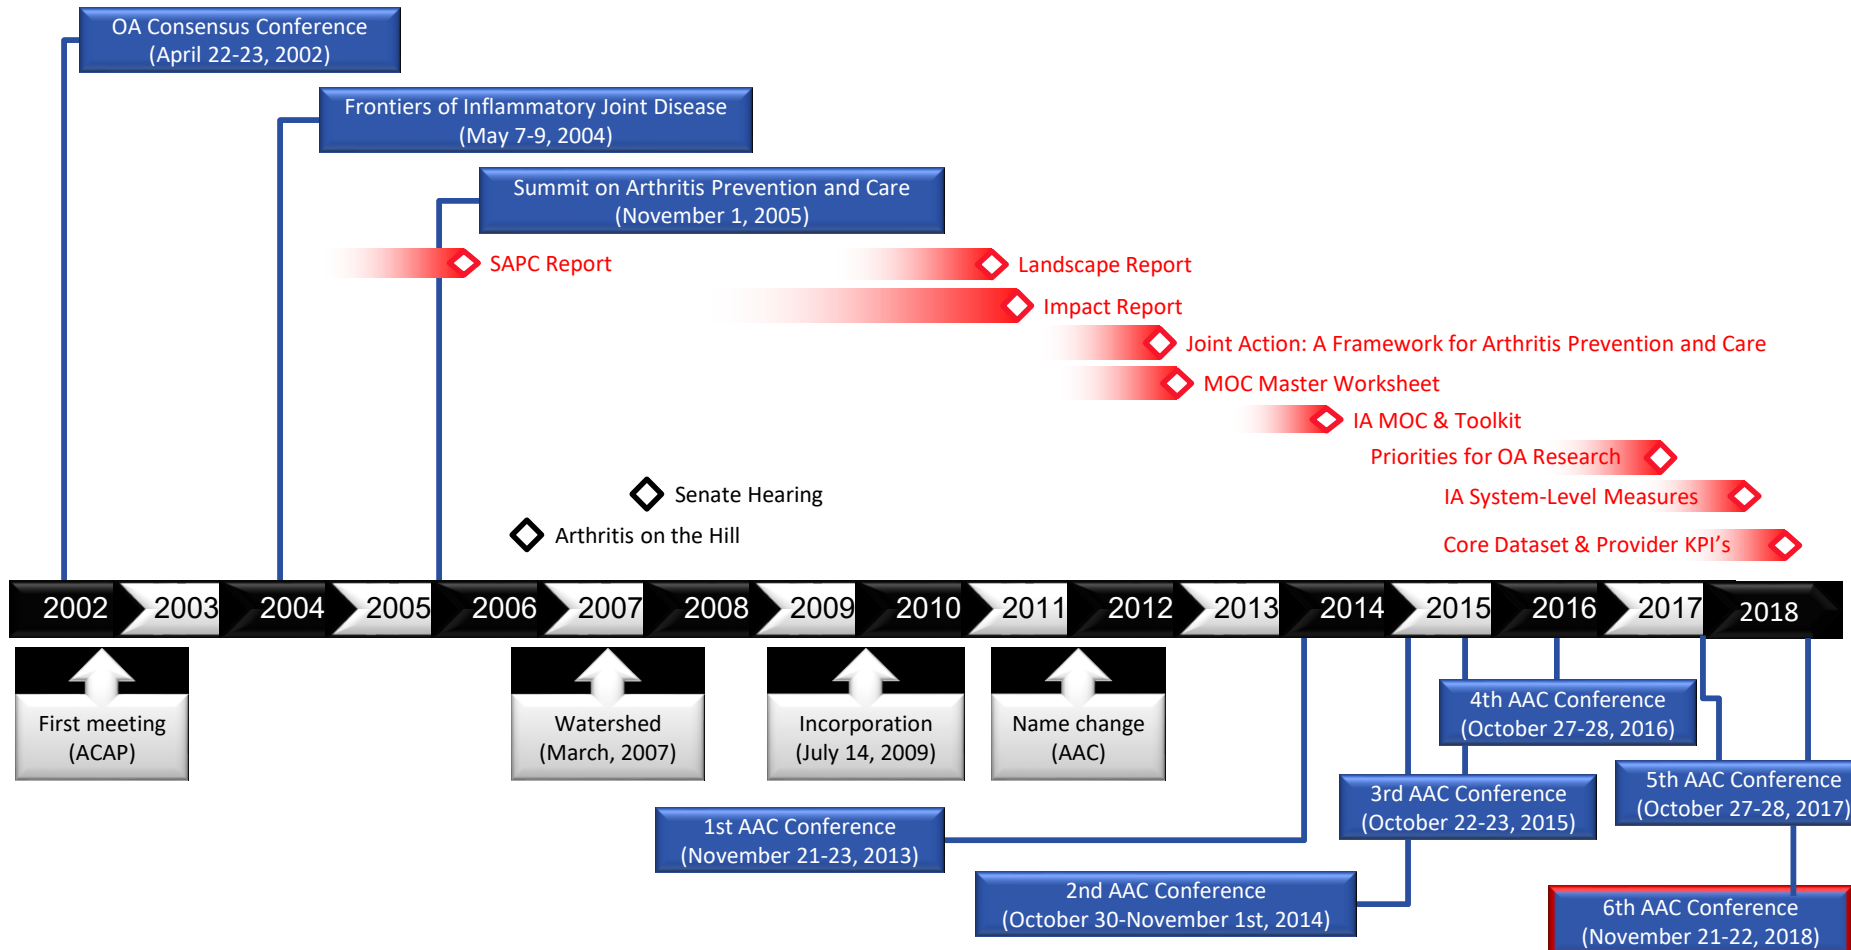 OA Consensus Conference
(April 22-23, 2002)
Frontiers of Inflammatory Joint Disease
(May 7-9, 2004)
Summit on Arthritis Prevention and Care
(November 1, 2005)
SAPC Report
Landscape Report
Impact Report
Joint Action: A Framework for Arthritis Prevention and Care
MOC Master Worksheet
IA MOC & Toolkit
Priorities for OA Research
Senate Hearing
IA System-Level Measures
Arthritis on the Hill
Core Dataset & Provider KPI's
2002 2003 2004 2005 2006 2007 2008 2009 2010 2011 2012 2013 2014 2015 2016 2017 2018
First meeting
(ACAP)
Watershed
(March, 2007)
Incorporation
(July 14, 2009)
Name change
(AAC)
4th AAC Conference
(October 27-28, 2016)
3rd AAC Conference
(October 22-23, 2015)
5th AAC Conference
(October 27-28, 2017)
1st AAC Conference
(November 21-23, 2013)
2nd AAC Conference
(October 30-November 1st, 2014)
6th AAC Conference
(November 21-22, 2018)